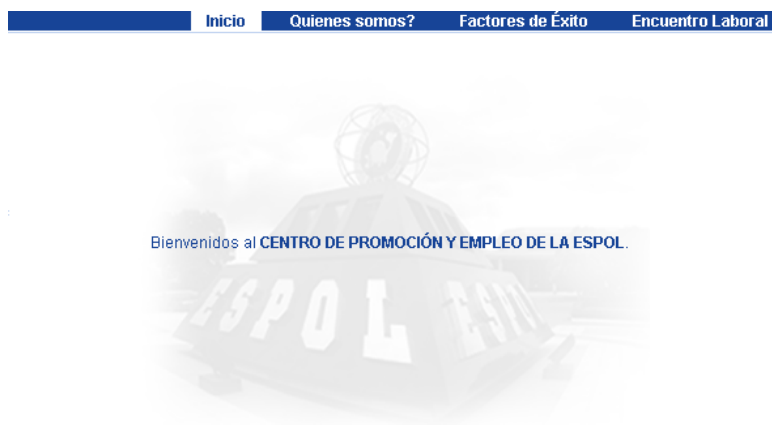 Inicio Quienes somos? Factores de Éxito Encuentro Laboral
Bienvenidos al CENTRO DE PROMOCIÓN Y EMPLEO DE LA ESPOL.
ESPOL ESPOL